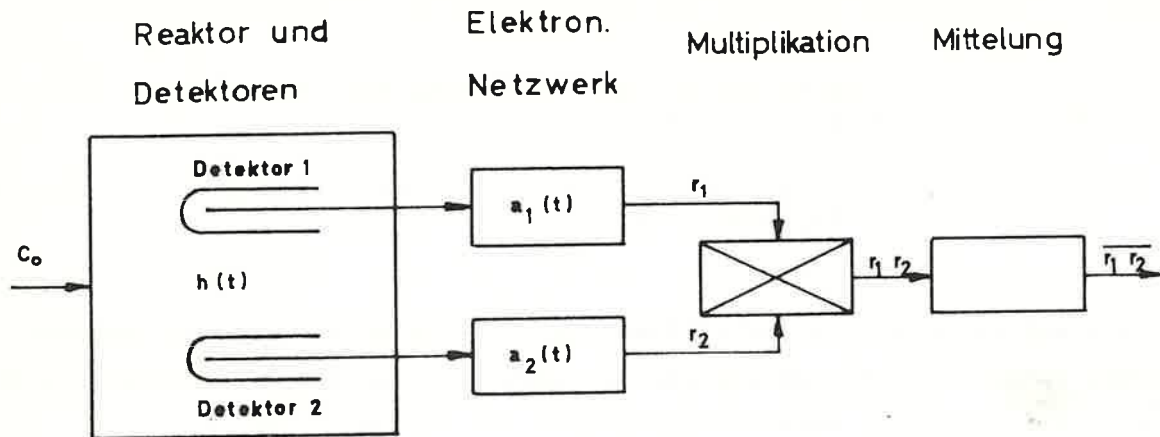 Reaktor und
Detektoren
Elektron.
Netzwerk
Multiplikation
Mittelung
Detektor 1
a₁(t)
r₁
C₀
h(t)
r₁ r₂
r₁ r₂
r₂
a₂(t)
Detektor 2